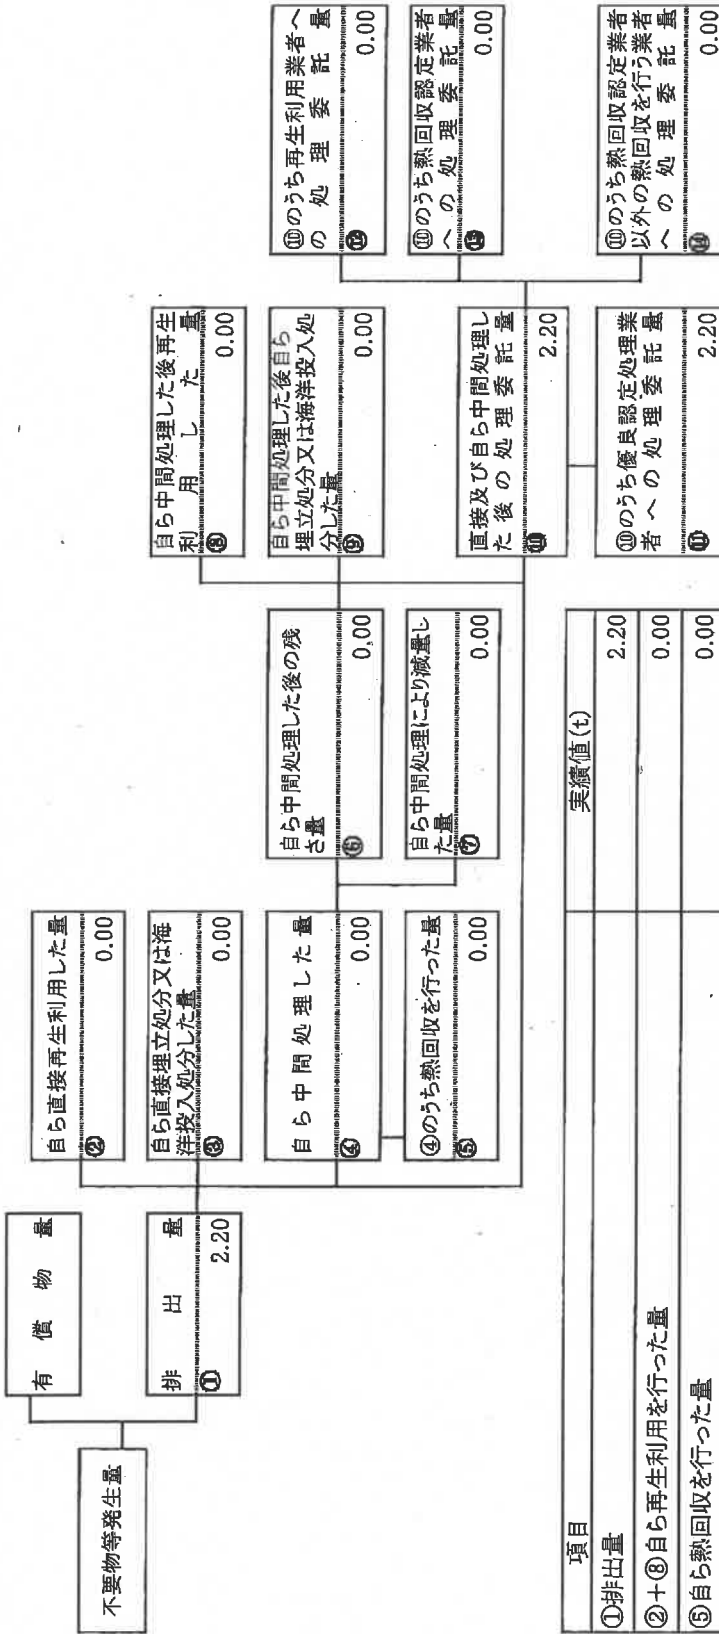 不要物等発生量
有償物量
排出量
① 2.20
自ら直接再生利用した量
② 0.00
自ら直接埋立処分又は海
洋投入処分した量
③ 0.00
自ら中間処理した量
④ 0.00
④のうち熱回収を行った量
⑤ 0.00
自ら中間処理した後の残
さ量
⑥ 0.00
自ら中間処理により減量し
た量
⑦ 0.00
自ら中間処理した後再生
利用した量
⑧ 0.00
自ら中間処理した後自ら
埋立処分又は海洋投入処
分した量
⑨ 0.00
直接及び自ら中間処理し
た後の処理委託量
⑩ 2.20
⑩のうち優良認定処理業
者への処理委託量
⑪ 2.20
⑩のうち再生利用業者へ
の処理委託量
⑫ 0.00
⑩のうち熱回収認定業者
への処理委託量
⑬ 0.00
⑩のうち熱回収認定業者
以外の熱回収を行う業者
への処理委託量
⑭ 0.00
項目 実績値(t)
①排出量 2.20
②+⑧自ら再生利用を行った量 0.00
⑤自ら熱回収を行った量 0.00